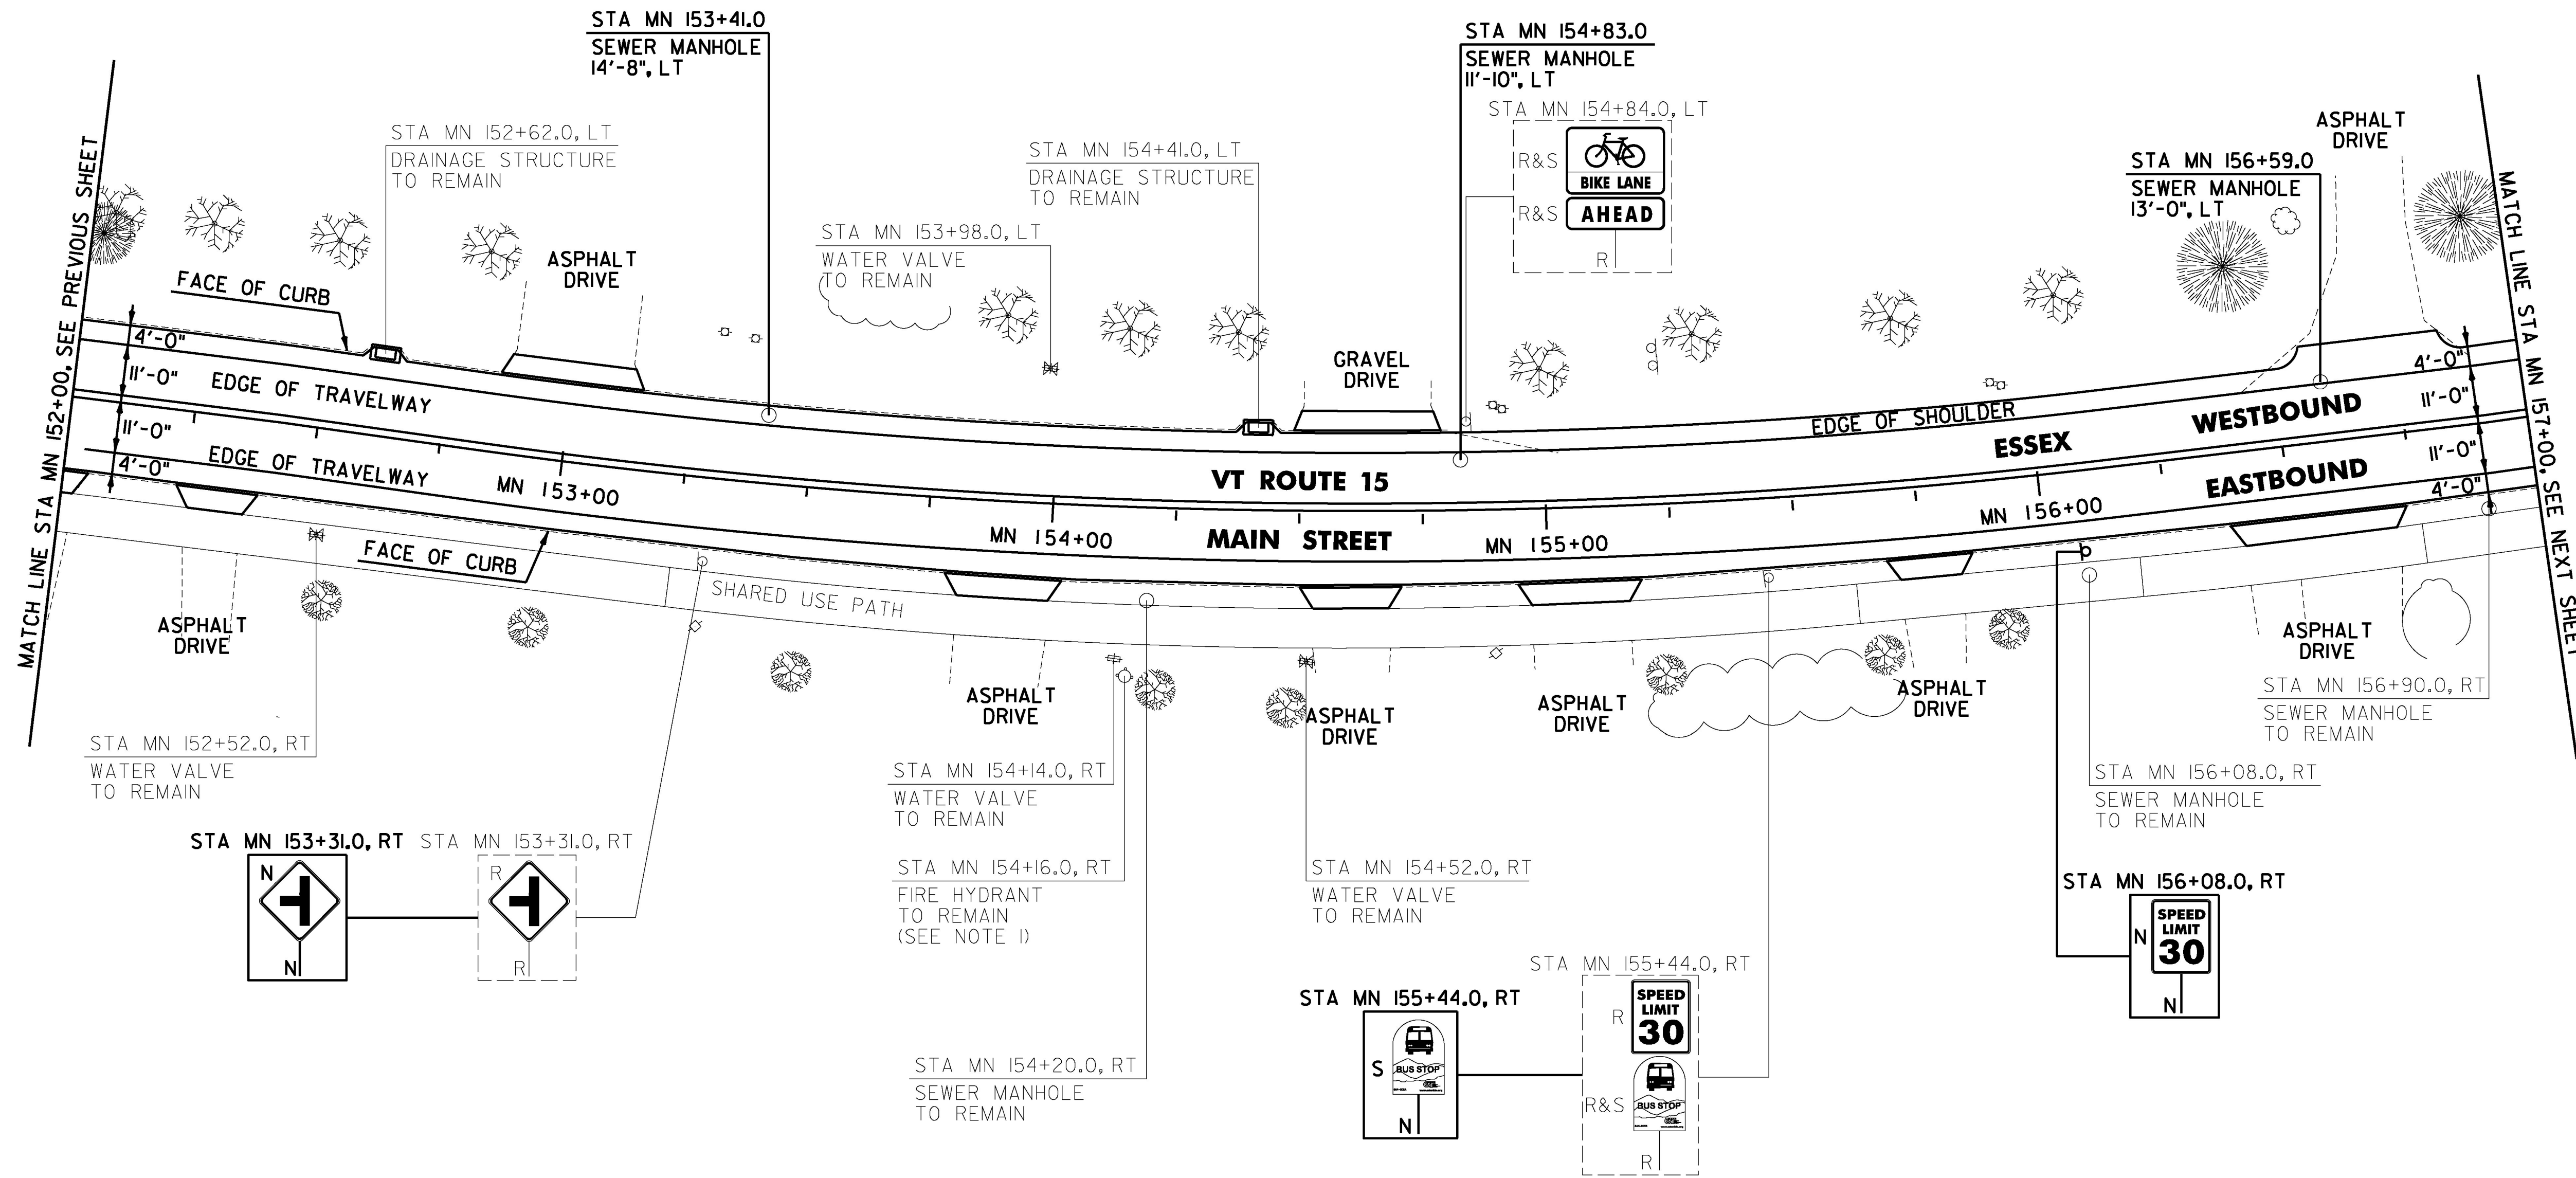 STA MN 153+41.0
SEWER MANHOLE
14'-8", LT
STA MN 154+83.0
SEWER MANHOLE
11'-10", LT
STA MN 154+84.0, LT
R&S
BIKE LANE
R&S
AHEAD
R
STA MN 152+62.0, LT
DRAINAGE STRUCTURE
TO REMAIN
STA MN 154+41.0, LT
DRAINAGE STRUCTURE
TO REMAIN
STA MN 153+98.0, LT
WATER VALVE
TO REMAIN
ASPHALT
DRIVE
STA MN 156+59.0
SEWER MANHOLE
13'-0", LT
MATCH LINE STA MN 152+00, SEE PREVIOUS SHEET
MATCH LINE STA MN 157+00, SEE NEXT SHEET
FACE OF CURB
ASPHALT
DRIVE
GRAVEL
DRIVE
4'-0"
11'-0"
EDGE OF TRAVELWAY
11'-0"
4'-0"
EDGE OF TRAVELWAY
MN 153+00
FACE OF CURB
VT ROUTE 15
MN 154+00
MAIN STREET
MN 155+00
EDGE OF SHOULDER
ESSEX
WESTBOUND
MN 156+00
EASTBOUND
4'-0"
11'-0"
11'-0"
4'-0"
SHARED USE PATH
ASPHALT
DRIVE
ASPHALT
DRIVE
ASPHALT
DRIVE
ASPHALT
DRIVE
ASPHALT
DRIVE
ASPHALT
DRIVE
STA MN 152+52.0, RT
WATER VALVE
TO REMAIN
STA MN 154+14.0, RT
WATER VALVE
TO REMAIN
STA MN 156+90.0, RT
SEWER MANHOLE
TO REMAIN
STA MN 156+08.0, RT
SEWER MANHOLE
TO REMAIN
STA MN 153+31.0, RT
N
N
STA MN 153+31.0, RT
R
R
STA MN 154+16.0, RT
FIRE HYDRANT
TO REMAIN
(SEE NOTE 1)
STA MN 154+52.0, RT
WATER VALVE
TO REMAIN
STA MN 156+08.0, RT
N
SPEED
LIMIT
30
N
STA MN 154+20.0, RT
SEWER MANHOLE
TO REMAIN
STA MN 155+44.0, RT
S
BUS STOP
N
STA MN 155+44.0, RT
R
SPEED
LIMIT
30
R&S
BUS STOP
R